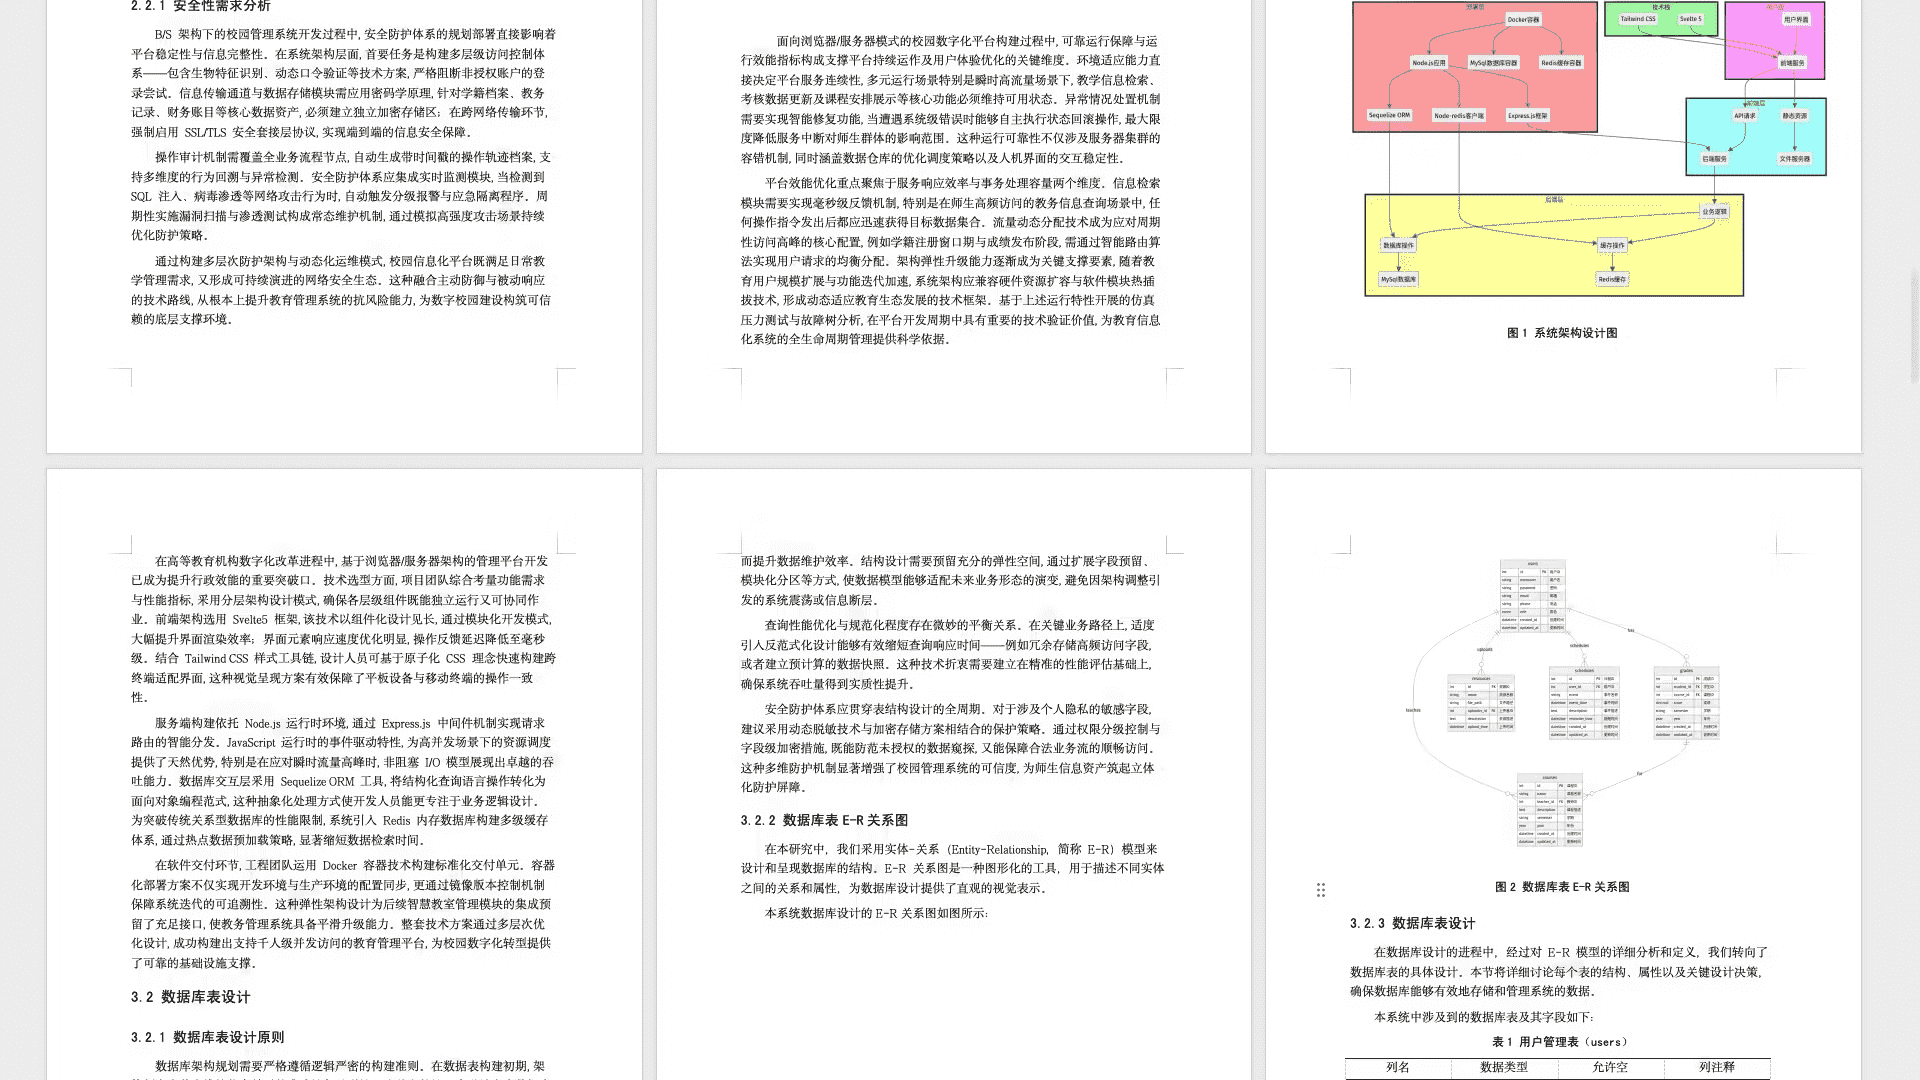 2.2.1 安全性需求分析
B/S 架构下的校园管理系统开发过程中, 安全防护体系的规划部署直接影响着
平台稳定性与信息完整性。在系统架构层面, 首要任务是构建多层级访问控制体
系——包含生物特征识别、动态口令验证等技术方案, 严格阻断非授权账户的登
录尝试。信息传输通道与数据存储模块需应用密码学原理, 针对学籍档案、教务
记录、财务账目等核心数据资产, 必须建立独立加密存储区; 在跨网络传输环节,
强制启用 SSL/TLS 安全套接层协议, 实现端到端的信息安全保障。
操作审计机制需覆盖全业务流程节点, 自动生成带时间戳的操作轨迹档案, 支
持多维度的行为回溯与异常检测。安全防护体系应集成实时监测模块, 当检测到
SQL 注入、病毒渗透等网络攻击行为时, 自动触发分级报警与应急隔离程序。周
期性实施漏洞扫描与渗透测试构成常态维护机制, 通过模拟高强度攻击场景持续
优化防护策略。
通过构建多层次防护架构与动态化运维模式, 校园信息化平台既满足日常教
学管理需求, 又形成可持续演进的网络安全生态。这种融合主动防御与被动响应
的技术路线, 从根本上提升教育管理系统的抗风险能力, 为数字校园建设构筑可信
赖的底层支撑环境。
面向浏览器/服务器模式的校园数字化平台构建过程中, 可靠运行保障与运
行效能指标构成支撑平台持续运作及用户体验优化的关键维度。环境适应能力直
接决定平台服务连续性, 多元运行场景特别是瞬时高流量场景下, 教学信息检索、
考核数据更新及课程安排展示等核心功能必须维持可用状态。异常情况处置机制
需要实现智能修复功能, 当遭遇系统级错误时能够自主执行状态回滚操作, 最大限
度降低服务中断对师生群体的影响范围。这种运行可靠性不仅涉及服务器集群的
容错机制, 同时涵盖数据仓库的优化调度策略以及人机界面的交互稳定性。
平台效能优化重点聚焦于服务响应效率与事务处理容量两个维度。信息检索
模块需要实现毫秒级反馈机制, 特别是在师生高频访问的教务信息查询场景中, 任
何操作指令发出后都应迅速获得目标数据集合。流量动态分配技术成为应对周期
性访问高峰的核心配置, 例如学籍注册窗口期与成绩发布阶段, 需通过智能路由算
法实现用户请求的均衡分配。架构弹性升级能力逐渐成为关键支撑要素, 随着教
育用户规模扩展与功能迭代加速, 系统架构应兼容硬件资源扩容与软件模块热插
拔技术, 形成动态适应教育生态发展的技术框架。基于上述运行特性开展的仿真
压力测试与故障树分析, 在平台开发周期中具有重要的技术验证价值, 为教育信息
化系统的全生命周期管理提供科学依据。
部署层
Docker容器
Node.js应用
MySql数据库容器
Redis缓存容器
Sequelize ORM
Node-redis客户端
Express.js框架
技术栈
Tailwind CSS
Svelte 5
用户界面
前端服务
API请求
静态资源
后端服务
文件服务器
业务逻辑
数据库操作
缓存操作
MySql数据库
Redis缓存
图 1 系统架构设计图
在高等教育机构数字化改革进程中, 基于浏览器/服务器架构的管理平台开发
已成为提升行政效能的重要突破口。技术选型方面, 项目团队综合考量功能需求
与性能指标, 采用分层架构设计模式, 确保各层级组件既能独立运行又可协同作
业。前端架构选用 Svelte5 框架, 该技术以组件化设计见长, 通过模块化开发模式,
大幅提升界面渲染效率; 界面元素响应速度优化明显, 操作反馈延迟降低至毫秒
级。结合 Tailwind CSS 样式工具链, 设计人员可基于原子化 CSS 理念快速构建跨
终端适配界面, 这种视觉呈现方案有效保障了平板设备与移动终端的操作一致
性。
服务端构建依托 Node.js 运行时环境, 通过 Express.js 中间件机制实现请求
路由的智能分发。JavaScript 运行时的事件驱动特性, 为高并发场景下的资源调度
提供了天然优势, 特别是在应对瞬时流量高峰时, 非阻塞 I/O 模型展现出卓越的吞
吐能力。数据库交互层采用 Sequelize ORM 工具, 将结构化查询语言操作转化为
面向对象编程范式, 这种抽象化处理方式使开发人员能更专注于业务逻辑设计。
为突破传统关系型数据库的性能限制, 系统引入 Redis 内存数据库构建多级缓存
体系, 通过热点数据预加载策略, 显著缩短数据检索时间。
在软件交付环节, 工程团队运用 Docker 容器技术构建标准化交付单元。容器
化部署方案不仅实现开发环境与生产环境的配置同步, 更通过镜像版本控制机制
保障系统迭代的可追溯性。这种弹性架构设计为后续智慧教室管理模块的集成预
留了充足接口, 使教务管理系统具备平滑升级能力。整套技术方案通过多层次优
化设计, 成功构建出支持千人级并发访问的教育管理平台, 为校园数字化转型提供
了可靠的基础设施支撑。
3.2 数据库表设计
3.2.1 数据库表设计原则
数据库架构规划需要严格遵循逻辑严密的构建准则。在数据表构建初期, 架
而提升数据维护效率。结构设计需要预留充分的弹性空间, 通过扩展字段预留、
模块化分区等方式, 使数据模型能够适配未来业务形态的演变, 避免因架构调整引
发的系统震荡或信息断层。
查询性能优化与规范化程度存在微妙的平衡关系。在关键业务路径上, 适度
引入反范式化设计能够有效缩短查询响应时间——例如冗余存储高频访问字段,
或者建立预计算的数据快照。这种技术折衷需要建立在精准的性能评估基础上,
确保系统吞吐量得到实质性提升。
安全防护体系应贯穿表结构设计的全周期。对于涉及个人隐私的敏感字段,
建议采用动态脱敏技术与加密存储方案相结合的保护策略。通过权限分级控制与
字段级加密措施, 既能防范未授权的数据窥探, 又能保障合法业务流的顺畅访问。
这种多维防护机制显著增强了校园管理系统的可信度, 为师生信息资产筑起立体
化防护屏障。
3.2.2 数据库表 E-R 关系图
在本研究中，我们采用实体-关系（Entity-Relationship，简称 E-R）模型来
设计和呈现数据库的结构。E-R 关系图是一种图形化的工具，用于描述不同实体
之间的关系和属性，为数据库设计提供了直观的视觉表示。
本系统数据库设计的 E-R 关系图如图所示:
uploads
schedules
teaches
has
for
图 2 数据库表 E-R 关系图
3.2.3 数据库表设计
在数据库设计的进程中，经过对 E-R 模型的详细分析和定义，我们转向了
数据库表的具体设计。本节将详细讨论每个表的结构、属性以及关键设计决策，
确保数据库能够有效地存储和管理系统的数据。
本系统中涉及到的数据库表及其字段如下:
表 1 用户管理表（users）
列名 数据类型 允许空 列注释